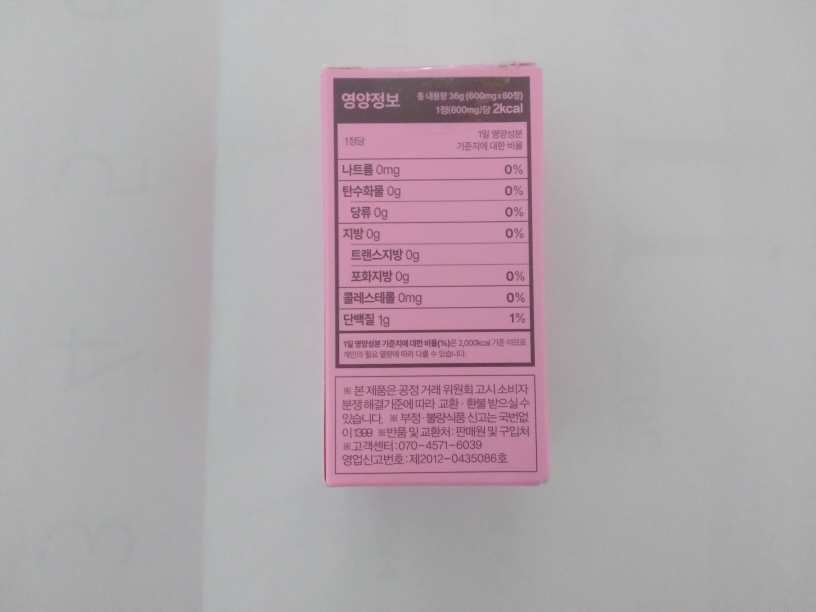 영양정보
총 내용량 36g (600mg x 60정)
1정(600mg)당 2kcal
1정당
1일 영양성분
기준치에 대한 비율
나트륨 0mg 0%
탄수화물 0g 0%
당류 0g 0%
지방 0g 0%
트랜스지방 0g
포화지방 0g 0%
콜레스테롤 0mg 0%
단백질 1g 1%
1일 영양성분 기준치에 대한 비율(%)은 2,000kcal 기준 이므로
개인의 필요 열량에 따라 다를 수 있습니다.
※ 본 제품은 공정 거래 위원회 고시 소비자
분쟁 해결기준에 따라 교환·환불 받으실 수
있습니다. ※ 부정·불량식품 신고는 국번없
이 1399 ※반품 및 교환처 : 판매원 및 구입처
※ 고객센터 : 070-4571-6039
영업신고번호 : 제2012-0435086호